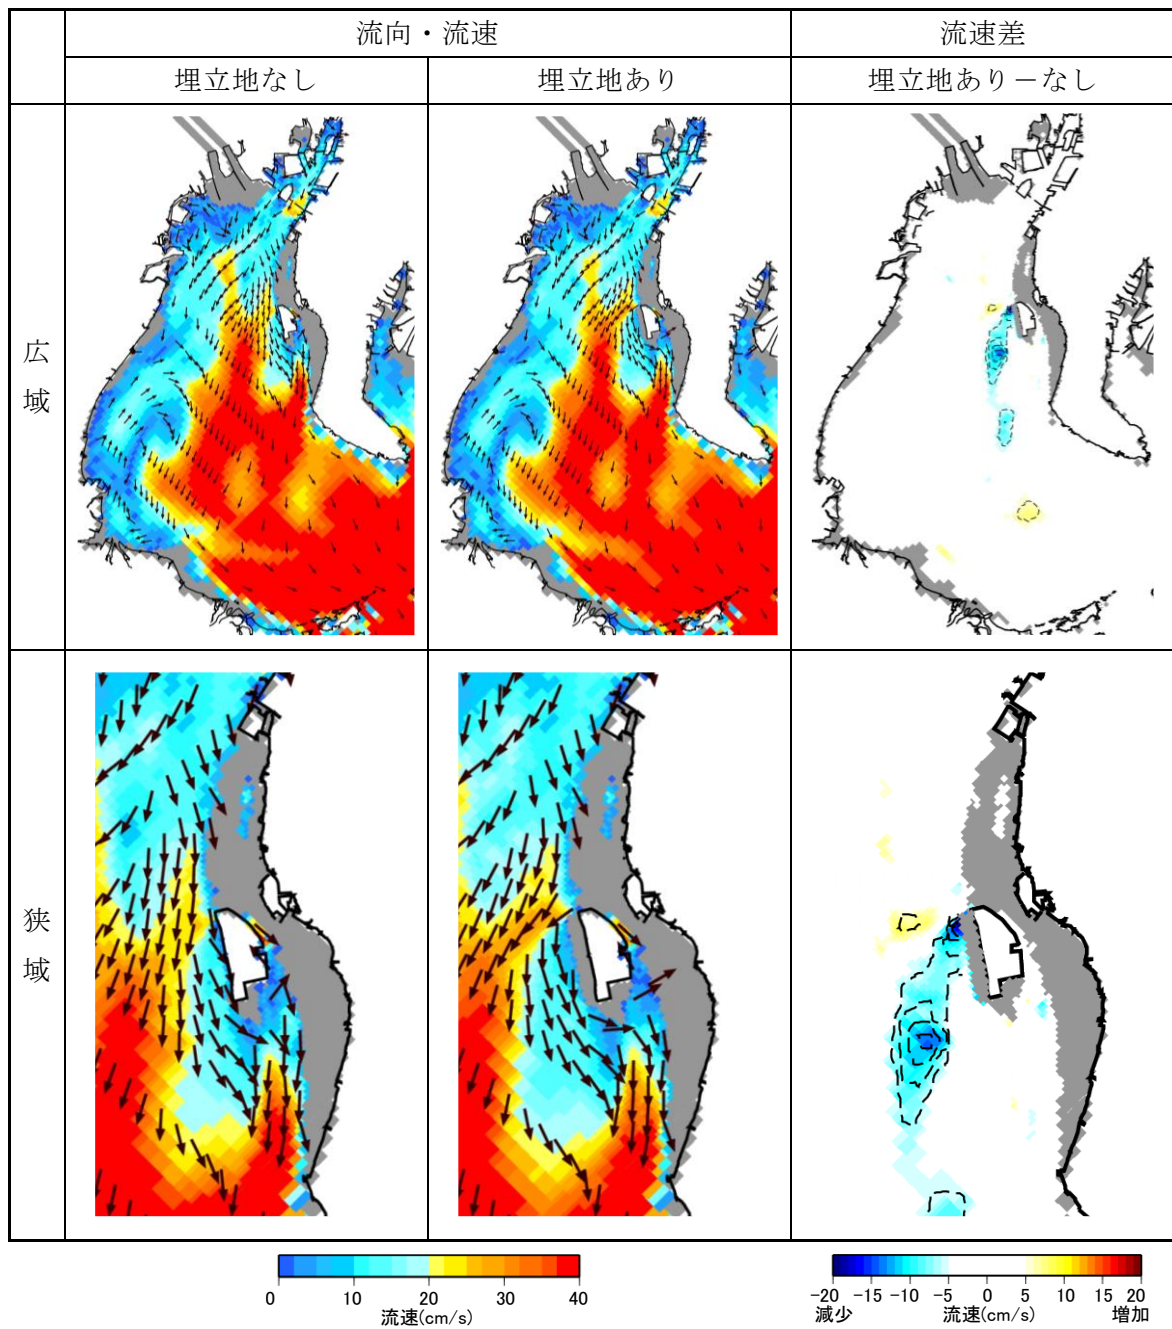 流向・流速 流速差
埋立地なし 埋立地あり 埋立地あり－なし
広域
狭域
0 10 20 30 40
流速(cm/s)
-20 -15 -10 -5 0 5 10 15 20
減少 流速(cm/s) 増加